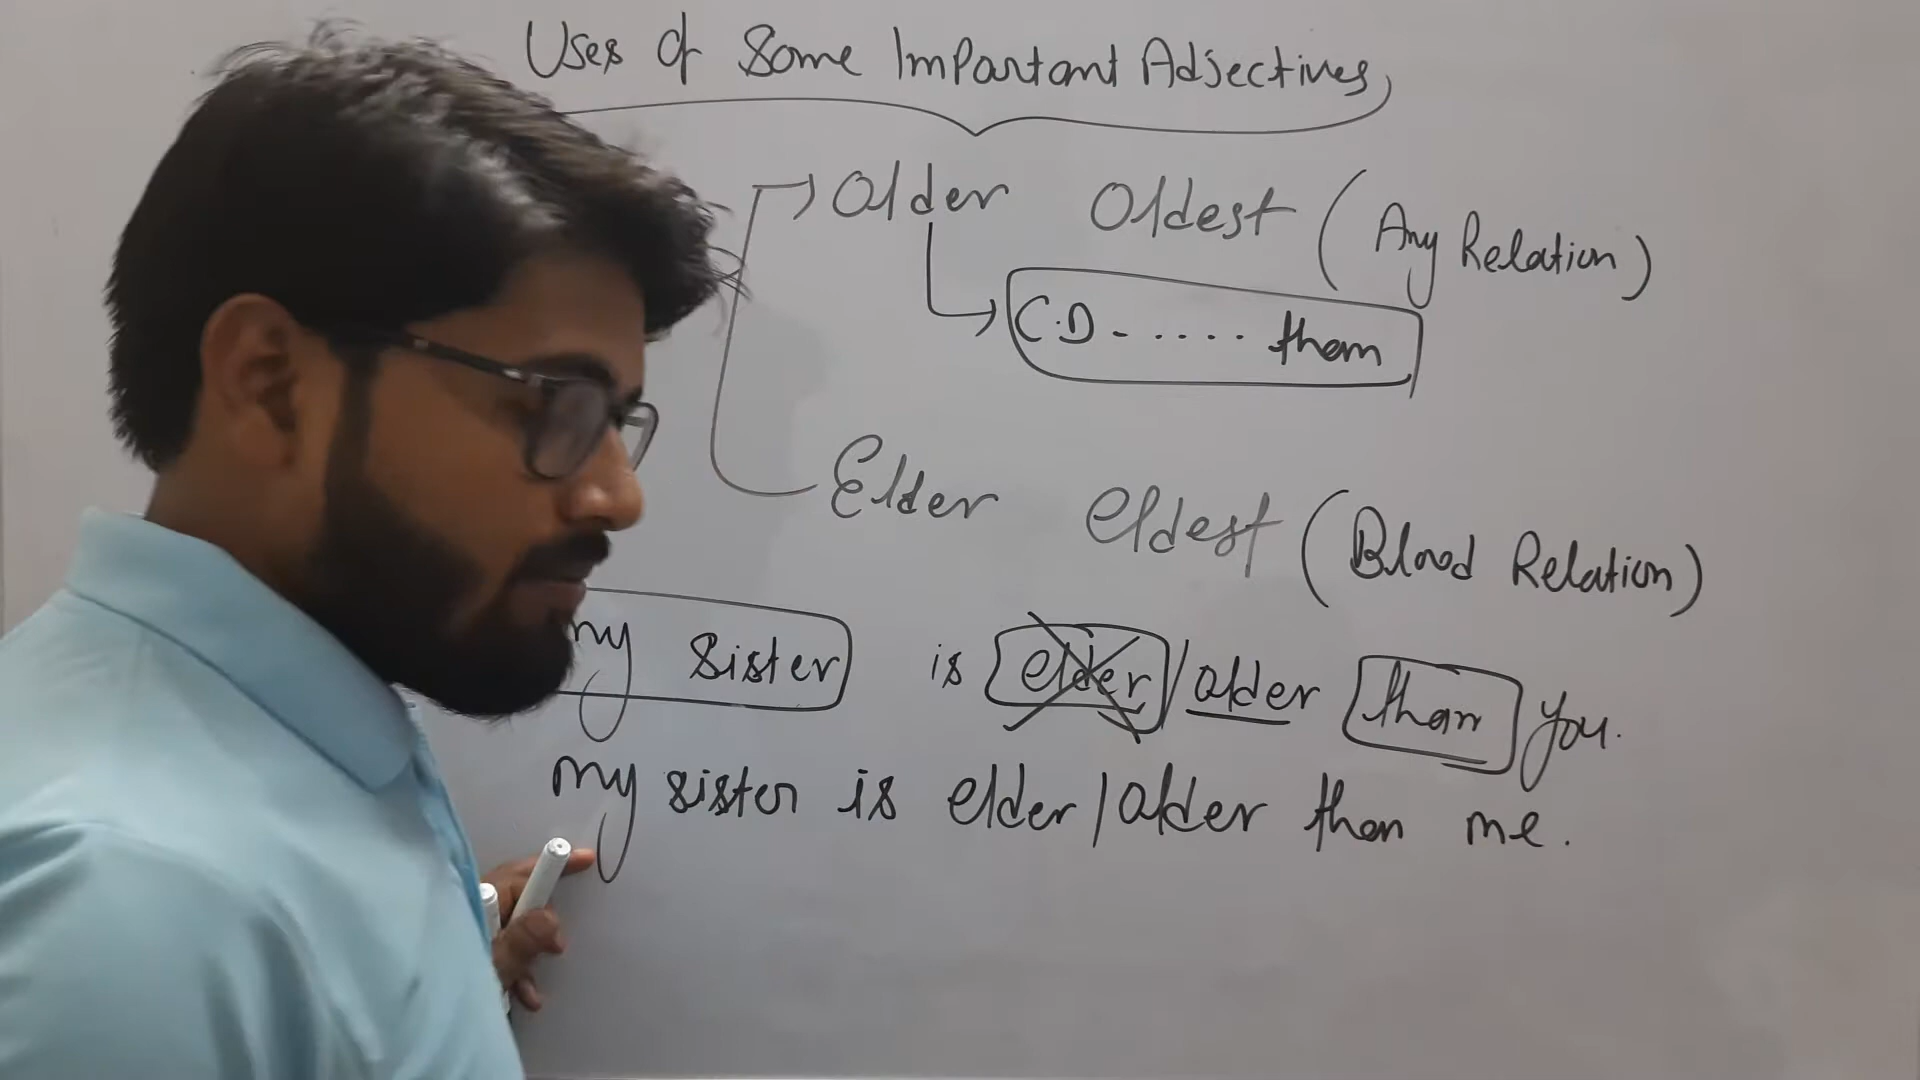 Uses of Some Important Adjectives
Older Oldest (Any Relation)
C.D - ..... than
Elder eldest (Blood Relation)
my sister is elder/older than you.
my sister is elder/older than me.